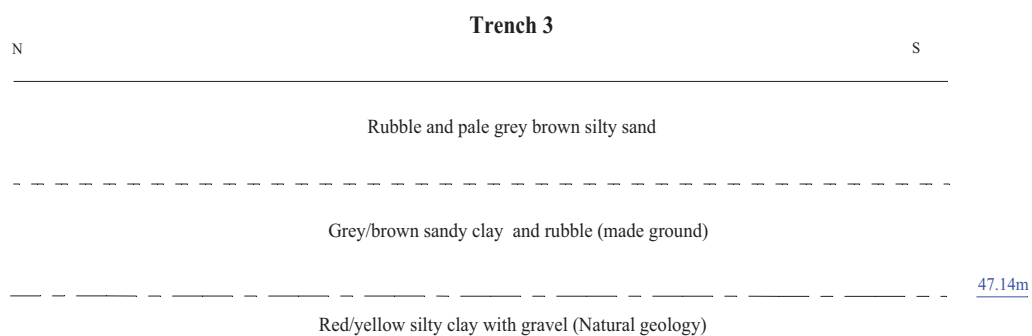 Trench 3
N S
Rubble and pale grey brown silty sand
Grey/brown sandy clay and rubble (made ground)
47.14m
Red/yellow silty clay with gravel (Natural geology)